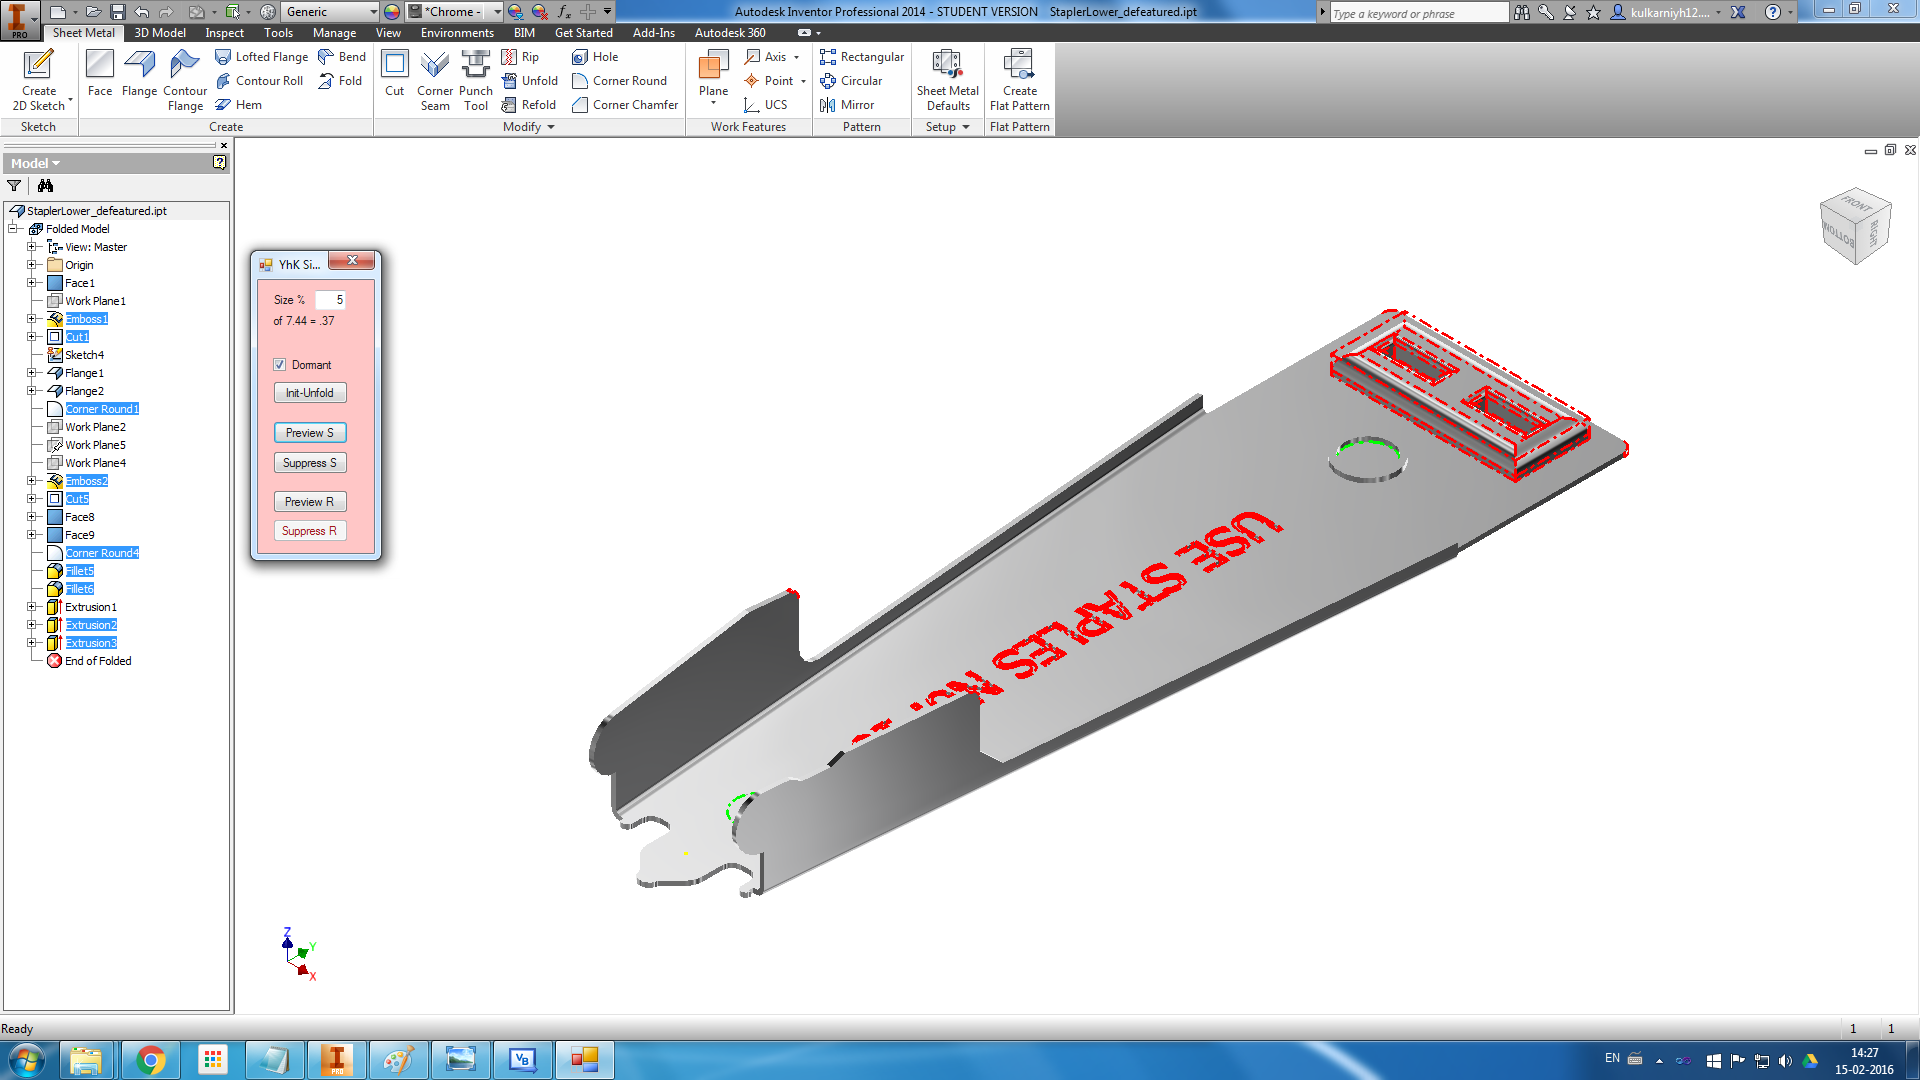 Generic
*Chrome -
Autodesk Inventor Professional 2014 - STUDENT VERSION StaplerLower_defeatured.ipt
Type a keyword or phrase
kulkarniyh12....
PRO
Sheet Metal 3D Model Inspect Tools Manage View Environments BIM Get Started Add-Ins Autodesk 360
Create 2D Sketch
Face
Flange
Contour Flange
Lofted Flange
Contour Roll
Hem
Bend
Fold
Cut
Corner Seam
Punch Tool
Rip
Unfold
Refold
Hole
Corner Round
Corner Chamfer
Plane
Axis
Point
UCS
Rectangular
Circular
Mirror
Sheet Metal Defaults
Create Flat Pattern
Sketch Create Modify Work Features Pattern Setup Flat Pattern
Model
StaplerLower_defeatured.ipt
Folded Model
View: Master
Origin
Face1
Work Plane1
Emboss1
Cut1
Sketch4
Flange1
Flange2
Corner Round1
Work Plane2
Work Plane5
Work Plane4
Emboss2
Cut5
Face8
Face9
Corner Round4
Fillet5
Fillet6
Extrusion1
Extrusion2
Extrusion3
End of Folded
YhK Si...
Size % 5
of 7.44 = .37
Dormant
Init-Unfold
Preview S
Suppress S
Preview R
Suppress R
FRONT
BOTTOM
RIGHT
USE STAPLES
Z
Y
X
Ready
1 1
PRO
VB
EN
14:27
15-02-2016